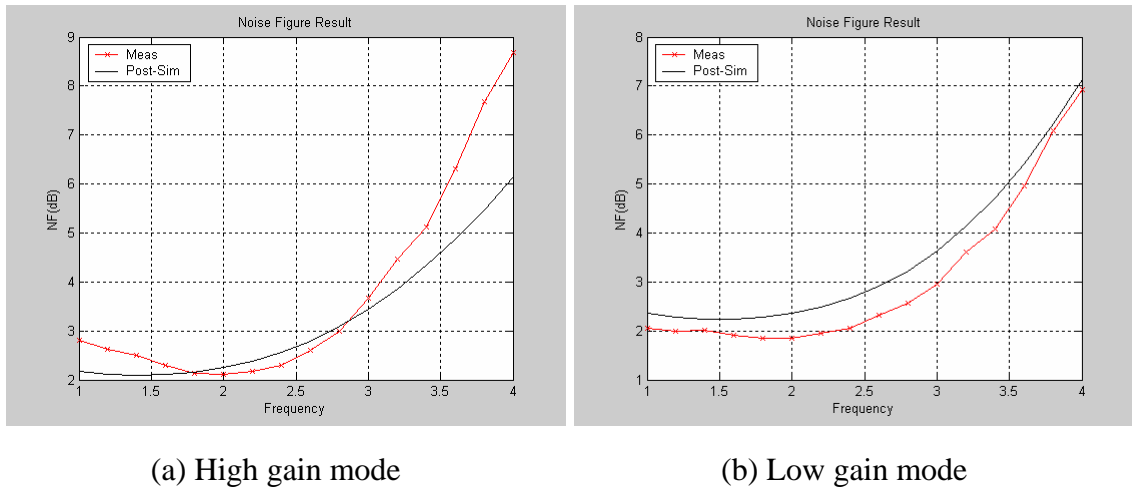 Noise Figure Result
9
8
7
6
5
4
3
2
NF(dB)
Meas
Post-Sim
1
1.5
2
2.5
3
3.5
4
Frequency
(a) High gain mode
Noise Figure Result
8
7
6
5
4
3
2
1
NF(dB)
Meas
Post-Sim
1
1.5
2
2.5
3
3.5
4
Frequency
(b) Low gain mode